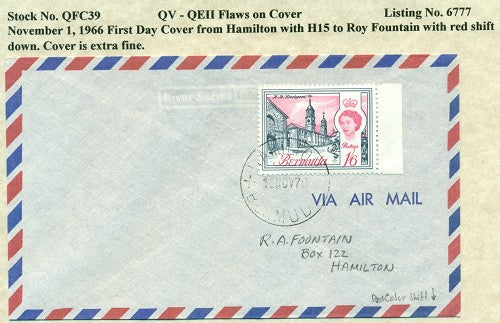 Stock No. QFC39 QV - QEII Flaws on Cover Listing No. 6777
November 1, 1966 First Day Cover from Hamilton with H15 to Roy Fountain with red shift
down. Cover is extra fine.
H.M. Dockyard
Bermuda
Postage
1/6
VIA AIR MAIL
R.A. FOUNTAIN
BOX 122
HAMILTON
Red Color Shift ↓